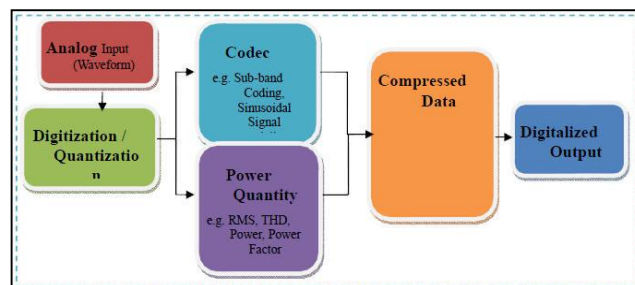 Analog Input
(Waveform)
Digitization /
Quantizatio
n
Codec
e.g. Sub-band
Coding,
Sinusoidal
Signal
Power
Quantity
e.g. RMS, THD,
Power, Power
Factor
Compressed
Data
Digitalized
Output